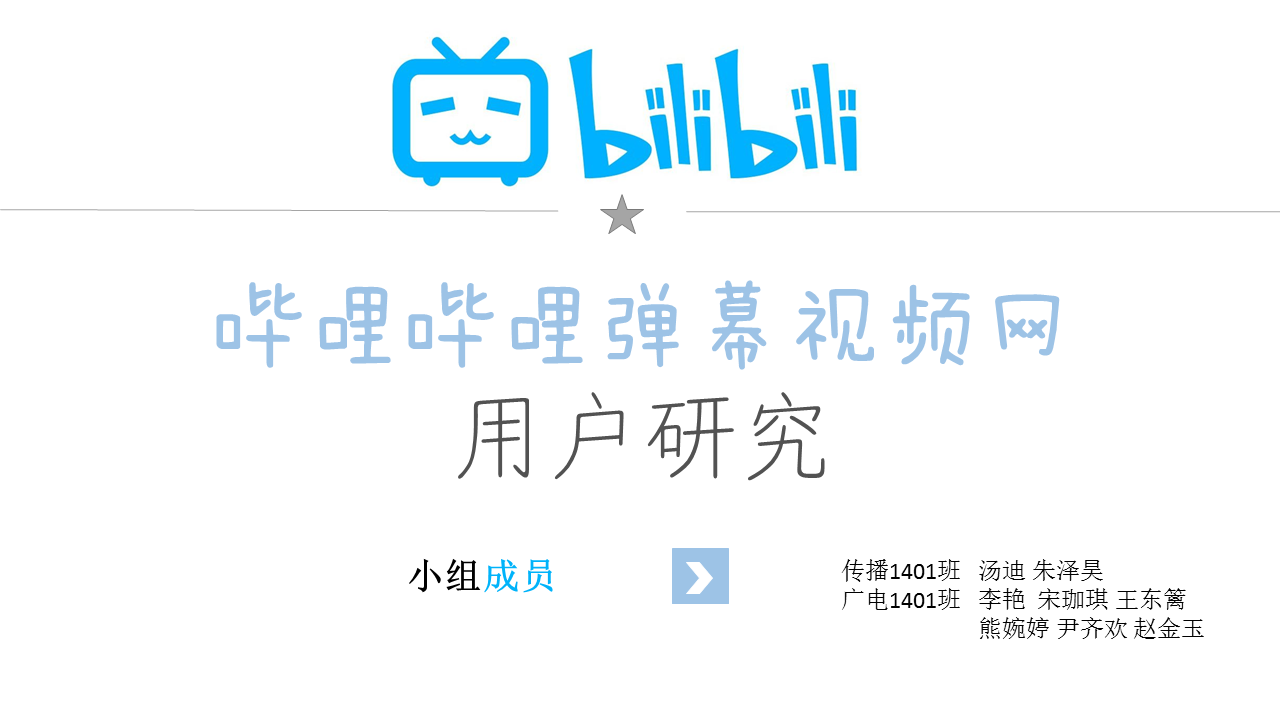 bilibili
哔哩哔哩弹幕视频网
用户研究
小组成员
传播1401班 汤迪 朱泽昊
广电1401班 李艳 宋珈琪 王东篱
熊婉婷 尹齐欢 赵金玉